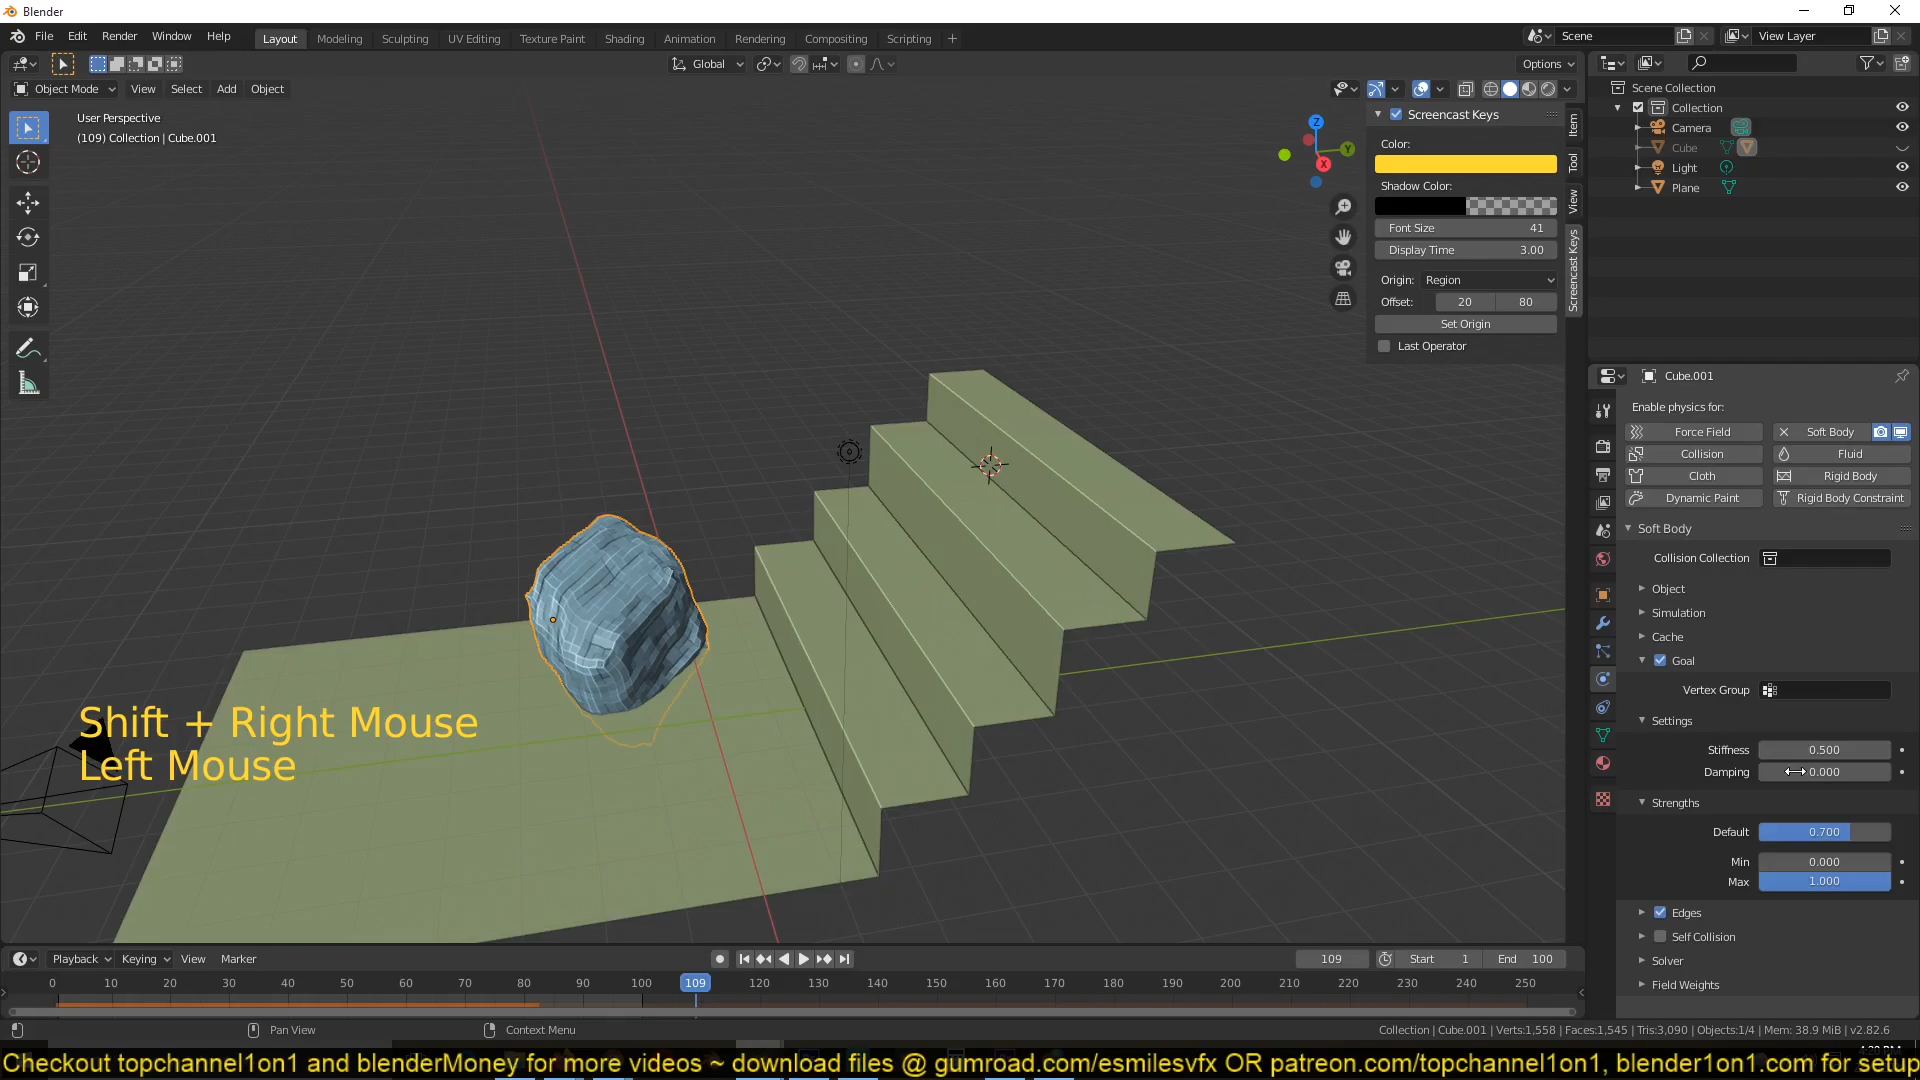 Blender
File Edit Render Window Help
Layout Modeling Sculpting UV Editing Texture Paint Shading Animation Rendering Compositing Scripting +
Scene
View Layer
Global
Options
Object Mode View Select Add Object
User Perspective
(109) Collection | Cube.001
Z
Y
X
Screencast Keys
Color:
Shadow Color:
Font Size 41
Display Time 3.00
Origin: Region
Offset: 20 80
Set Origin
Last Operator
Item
Tool
View
Screencast Keys
Scene Collection
Collection
Camera
Cube
Light
Plane
Cube.001
Enable physics for:
Force Field Soft Body
Collision Fluid
Cloth Rigid Body
Dynamic Paint Rigid Body Constraint
Soft Body
Collision Collection
Object
Simulation
Cache
Goal
Vertex Group
Settings
Stiffness 0.500
Damping 0.000
Strengths
Default 0.700
Min 0.000
Max 1.000
Edges
Self Collision
Solver
Field Weights
Shift + Right Mouse
Left Mouse
Playback Keying View Marker
109 Start 1 End 100
0 10 20 30 40 50 60 70 80 90 100 109 120 130 140 150 160 170 180 190 200 210 220 230 240 250
Pan View Context Menu
Collection | Cube.001 | Verts:1,558 | Faces:1,545 | Tris:3,090 | Objects:1/4 | Mem: 38.9 MiB | v2.82.6
4:20 PM
Checkout topchannel1on1 and blenderMoney for more videos ~ download files @ gumroad.com/esmilesvfx OR patreon.com/topchannel1on1, blender1on1.com for setup